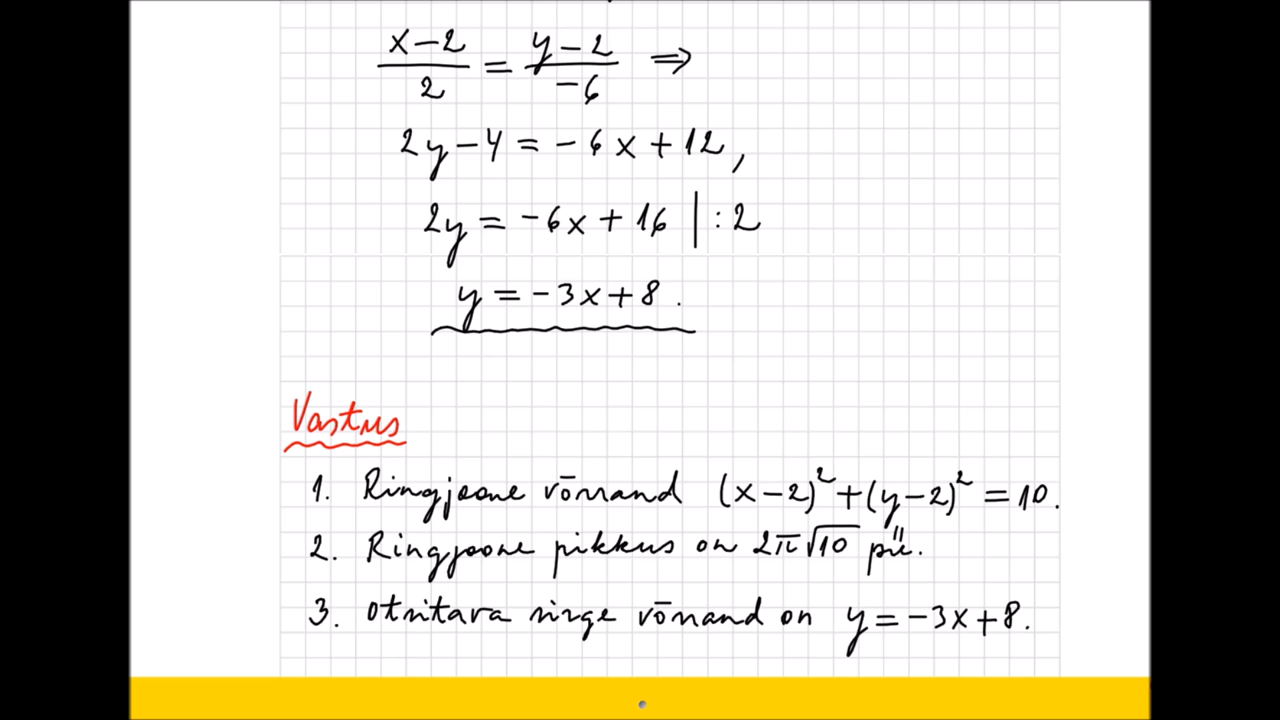 x-2/2 = y-2/-6 ⇒
2y-4 = -6x+12,
2y = -6x+16 | :2
y = -3x+8.
Vastus
1. Ringjoone võrrand (x-2)²+(y-2)² = 10.
2. Ringjoone pikkus on 2π√10 pü.
3. Otsitava sirge võrrand on y = -3x+8.